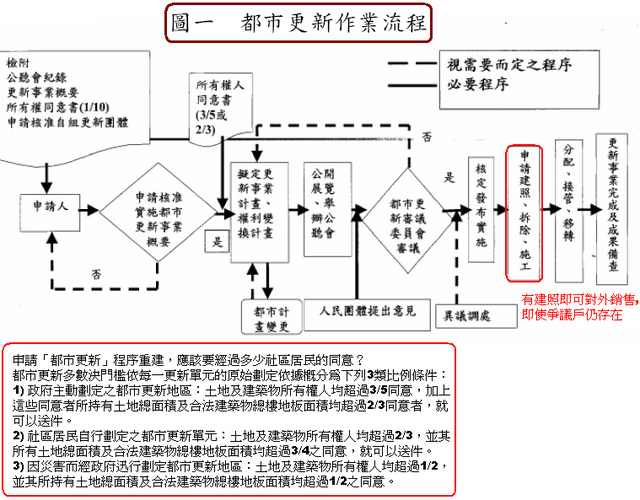 圖一　都市更新作業流程
檢附
公聽會紀錄
更新事業概要
所有權同意書(1/10)
申請核准自組更新團體
所有權人
同意書
(3/5或
2/3)
視需要而定之程序
必要程序
否
申請人
申請核准
實施都市
更新事業
概要
是
否
擬定更
新事業
計畫、
權利變
換計畫
都市計
畫變更
公開展覽、舉辦公聽會
人民團體提出意見
都市更
新審議
委員會
審議
是
異議調處
核定發布實施
申請建照、拆除、施工
分配、接管、移轉
更新事業完成及成果備查
有建照即可對外銷售,
即使爭議戶仍存在
申請「都市更新」程序重建，應該要經過多少社區居民的同意？
都市更新多數決門檻依每一更新單元的原始劃定依據概分為下列3類比例條件：
1) 政府主動劃定之都市更新地區：土地及建築物所有權人均超過3/5同意，加上
這些同意者所持有土地總面積及合法建築物總樓地板面積均超過2/3同意者，就
可以送件。
2) 社區居民自行劃定之都市更新單元：土地及建築物所有權人均超過2/3，並其
所有土地總面積及合法建築物總樓地板面積均超過3/4之同意，就可以送件。
3) 因災害而經政府迅行劃定都市更新地區：土地及建築物所有權人均超過1/2，
並其所持有土地總面積及合法建築物總樓地板面積均超過1/2之同意。